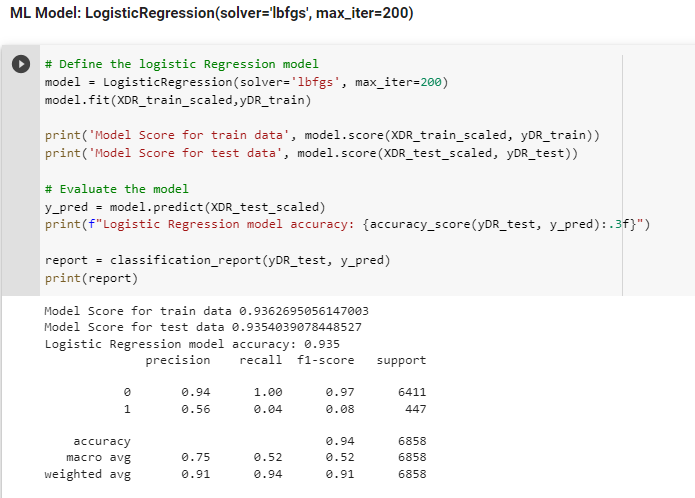 ML Model: LogisticRegression(solver='lbfgs', max_iter=200)
# Define the logistic Regression model
model = LogisticRegression(solver='lbfgs', max_iter=200)
model.fit(XDR_train_scaled,yDR_train)
print('Model Score for train data', model.score(XDR_train_scaled, yDR_train))
print('Model Score for test data', model.score(XDR_test_scaled, yDR_test))
# Evaluate the model
y_pred = model.predict(XDR_test_scaled)
print(f"Logistic Regression model accuracy: {accuracy_score(yDR_test, y_pred):.3f}")
report = classification_report(yDR_test, y_pred)
print(report)
Model Score for train data 0.9362695056147003
Model Score for test data 0.9354039078448527
Logistic Regression model accuracy: 0.935
precision recall f1-score support
0 0.94 1.00 0.97 6411
1 0.56 0.04 0.08 447
accuracy 0.94 6858
macro avg 0.75 0.52 0.52 6858
weighted avg 0.91 0.94 0.91 6858